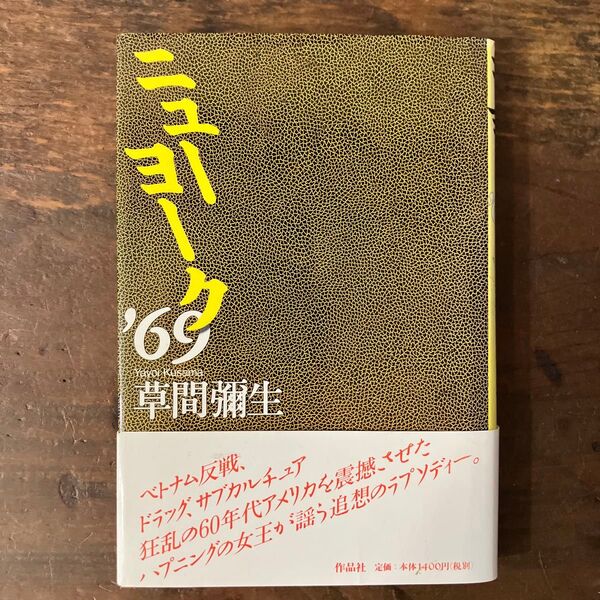 ニューヨーク
'69
Yayoi Kusama
草間彌生
ベトナム反戦、
ドラッグ、サブカルチュア
狂乱の60年代アメリカを震撼させた
ハプニングの女王が謡う追想のラプソディー。
作品社 定価:本体1400円(税別)